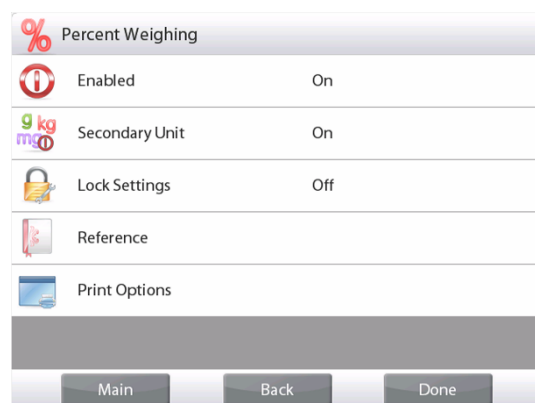 % Percent Weighing
Enabled On
g kg mg Secondary Unit On
Lock Settings Off
Reference
Print Options
Main Back Done